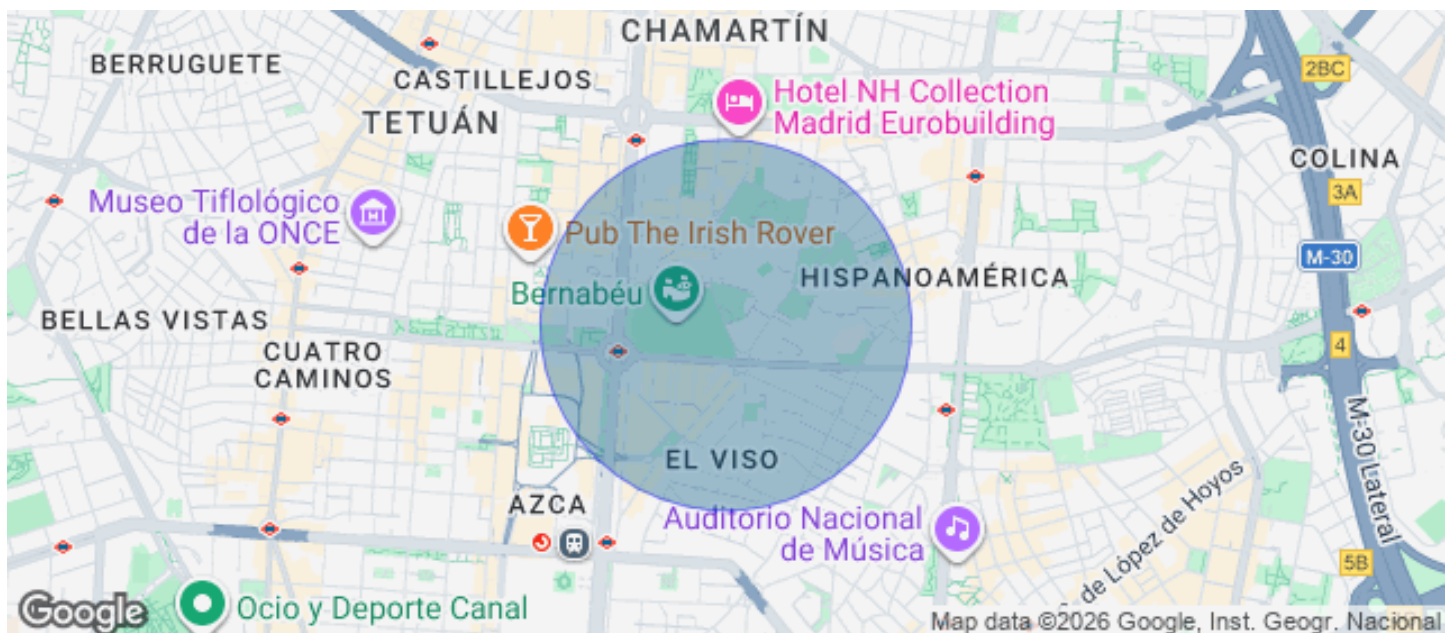 CHAMARTÍN
BERRUGUETE
CASTILLEJOS
2BC
Hotel NH Collection
Madrid Eurobuilding
TETUÁN
COLINA
3A
Museo Tiflológico
de la ONCE
Pub The Irish Rover
M-30
HISPANOAMÉRICA
Bernabéu
BELLAS VISTAS
4
CUATRO
CAMINOS
M-30 Lateral
EL VISO
AZCA
Auditorio Nacional
de Música
de López de Hoyos
5B
Ocio y Deporte Canal
Google
Map data ©2026 Google, Inst. Geogr. Nacional